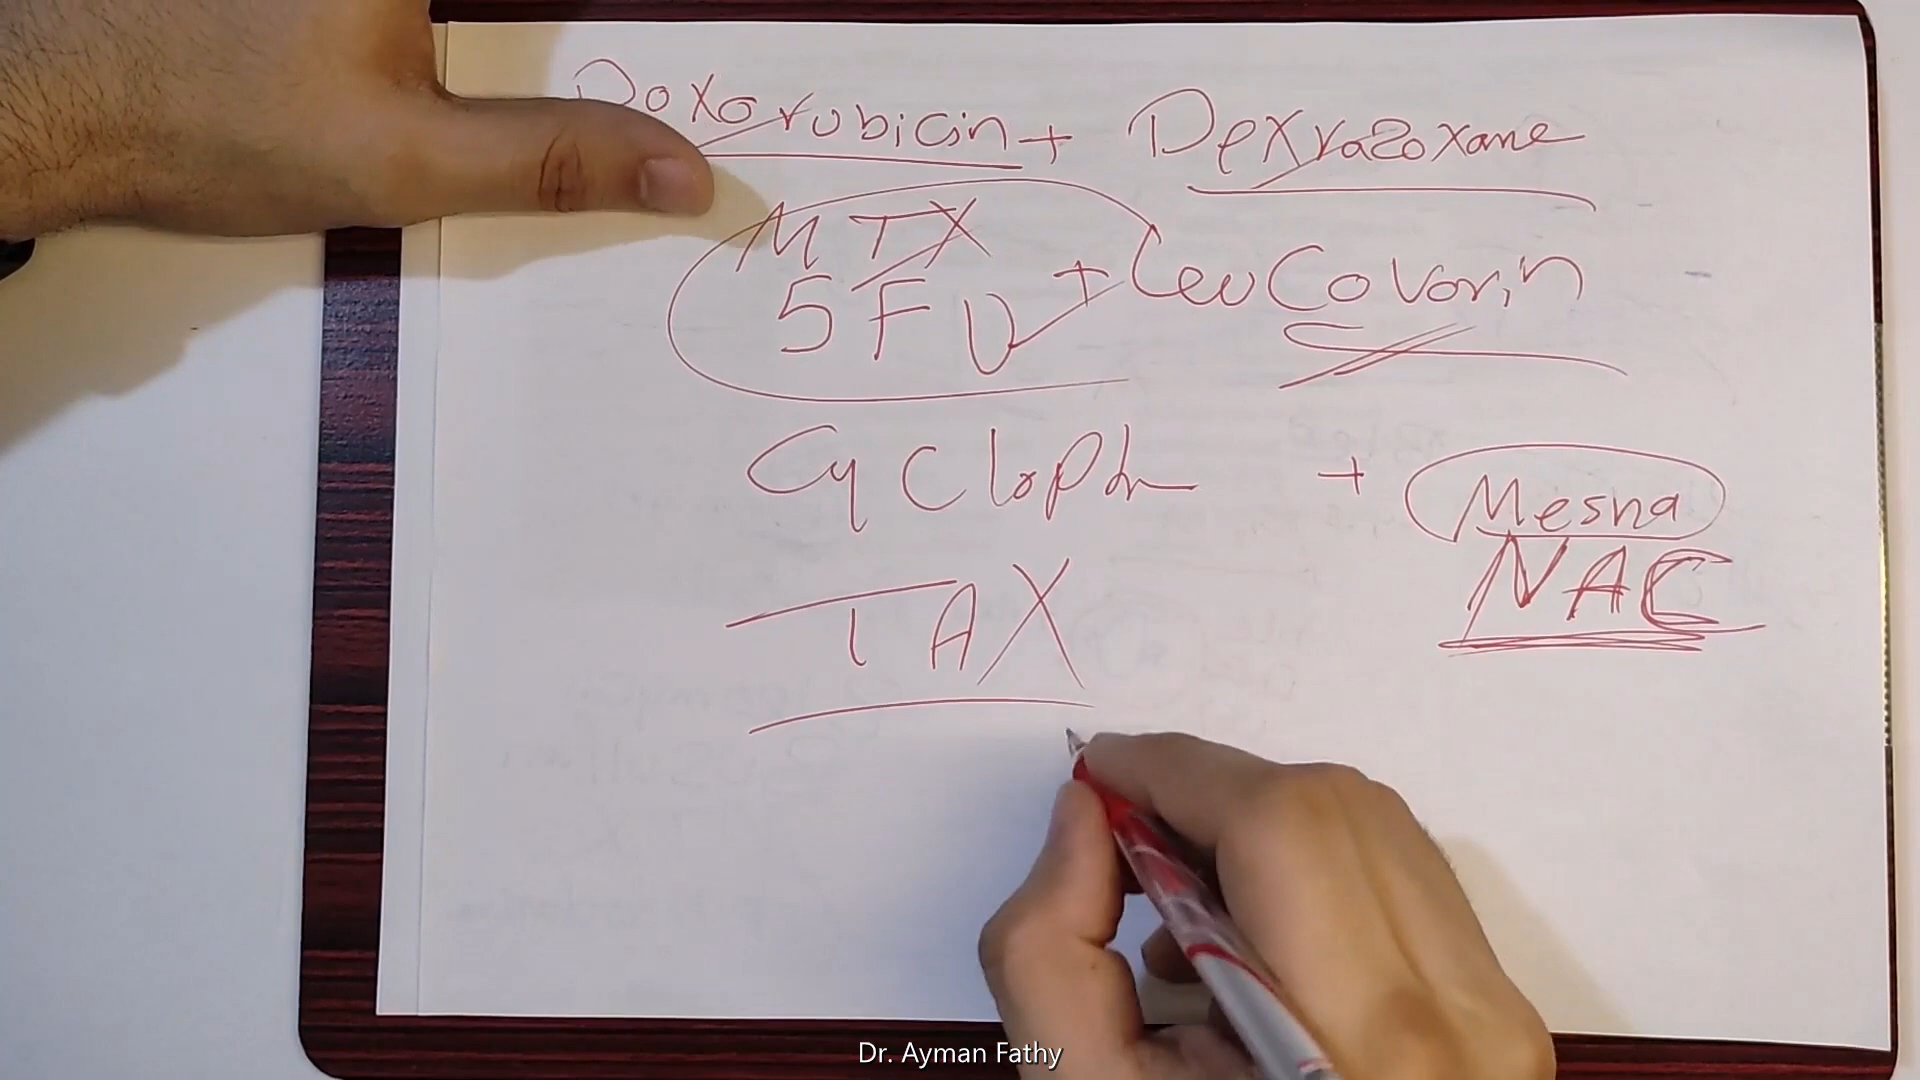 Doxorubicin + Dexrazoxane
MTX
5FU + Leucovorin
Cycloph + Mesna
NAC
TAX
Dr. Ayman Fathy